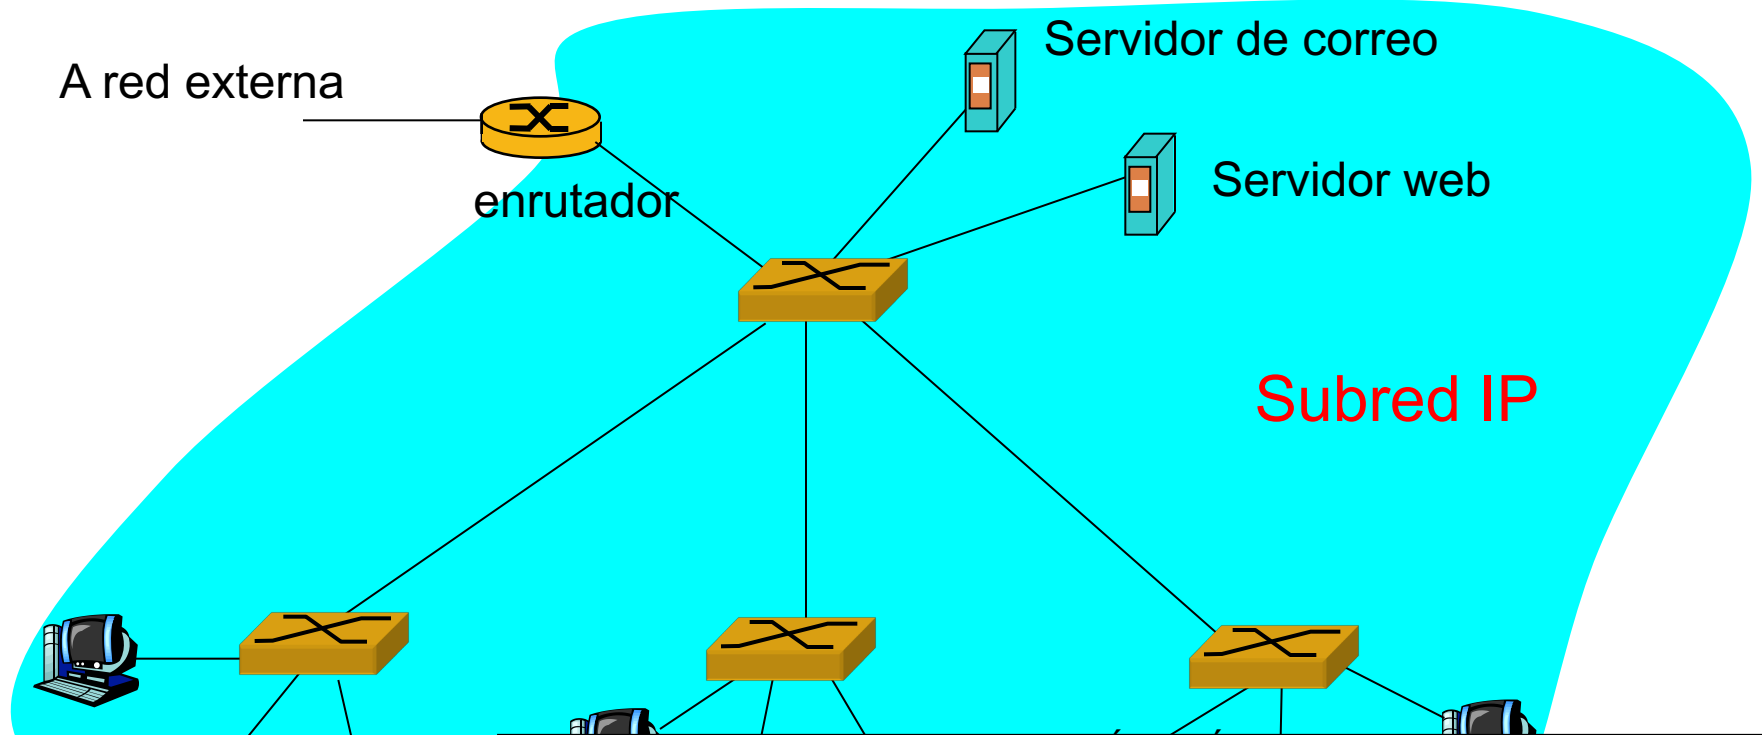 Servidor de correo
A red externa
Servidor web
enrutador
Subred IP